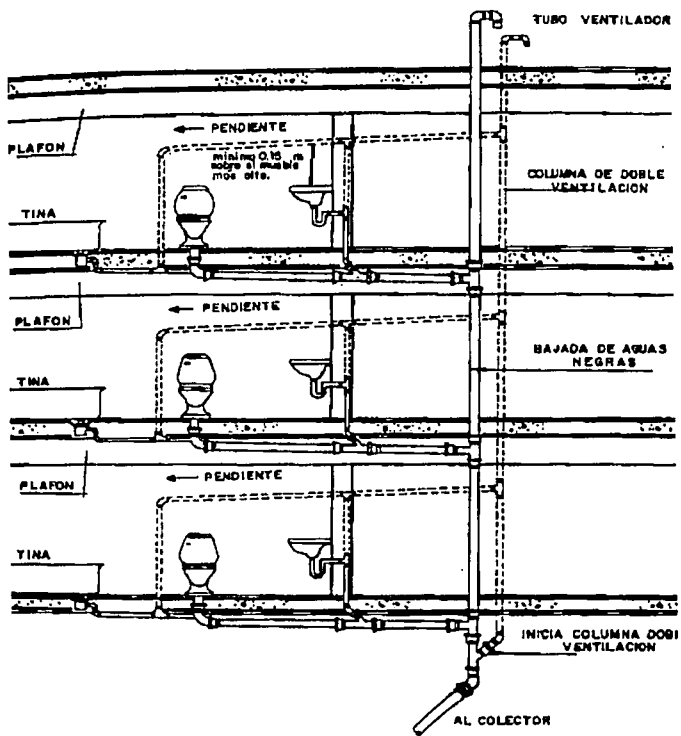 TUBO VENTILADOR
PENDIENTE
PLAFON
minimo 0.15 m
sobre el mueble
mas alto.
COLUMNA DE DOBLE
VENTILACION
TINA
PENDIENTE
PLAFON
BAJADA DE AGUAS
NEGRAS
TINA
PENDIENTE
PLAFON
TINA
INICIA COLUMNA DOBL
VENTILACION
AL COLECTOR